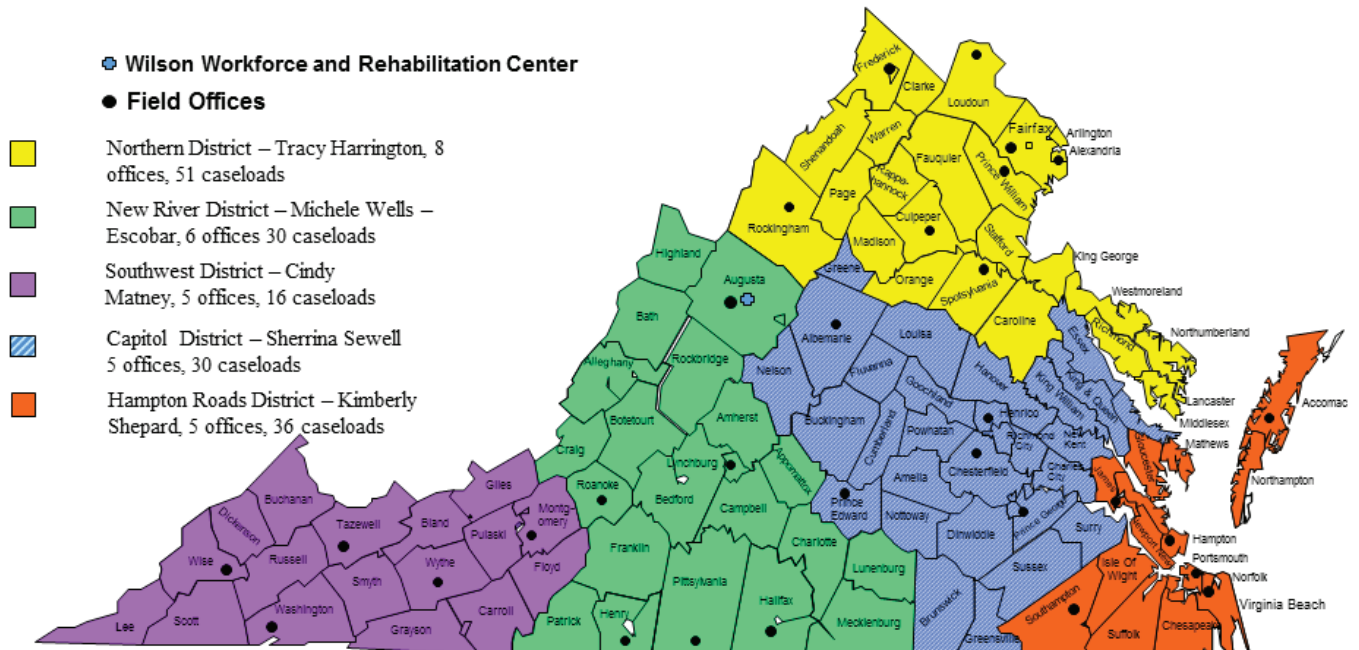 Wilson Workforce and Rehabilitation Center
Field Offices
Northern District – Tracy Harrington, 8
offices, 51 caseloads
New River District – Michele Wells –
Escobar, 6 offices 30 caseloads
Southwest District – Cindy
Matney, 5 offices, 16 caseloads
Capitol District – Sherrina Sewell
5 offices, 30 caseloads
Hampton Roads District – Kimberly
Shepard, 5 offices, 36 caseloads
Frederick
Clarke
Loudoun
Shenandoah
Warren
Fairfax
Arlington
Alexandria
Fauquier
Prince William
Page
Rappa-
hannock
Rockingham
Culpeper
Madison
Stafford
Highland
Greene
Orange
Spotsylvania
King George
Augusta
Westmoreland
Bath
Albemarle
Louisa
Caroline
Richmond
Northumberland
Essex
Alleghany
Rockbridge
Nelson
Fluvanna
Goochland
Hanover
King William
King & Queen
Lancaster
Accomac
Botetourt
Amherst
Buckingham
Cumberland
Powhatan
Henrico
Richmond
City
New
Kent
Middlesex
Mathews
Craig
Lynchburg
Appomattox
Amelia
Chesterfield
Charles
City
James
Gloucester
Northampton
Giles
Roanoke
Bedford
Campbell
Prince
Edward
Nottoway
Prince George
Surry
Newport News
Buchanan
Dickenson
Tazewell
Bland
Pulaski
Montg-
omery
Franklin
Charlotte
Dinwiddie
Hampton
Wise
Russell
Wythe
Floyd
Pittsylvania
Lunenburg
Sussex
Isle Of
Wight
Portsmouth
Norfolk
Smyth
Halifax
Brunswick
Southampton
Virginia Beach
Lee
Scott
Washington
Grayson
Carroll
Patrick
Henry
Mecklenburg
Greensville
Suffolk
Chesapeake